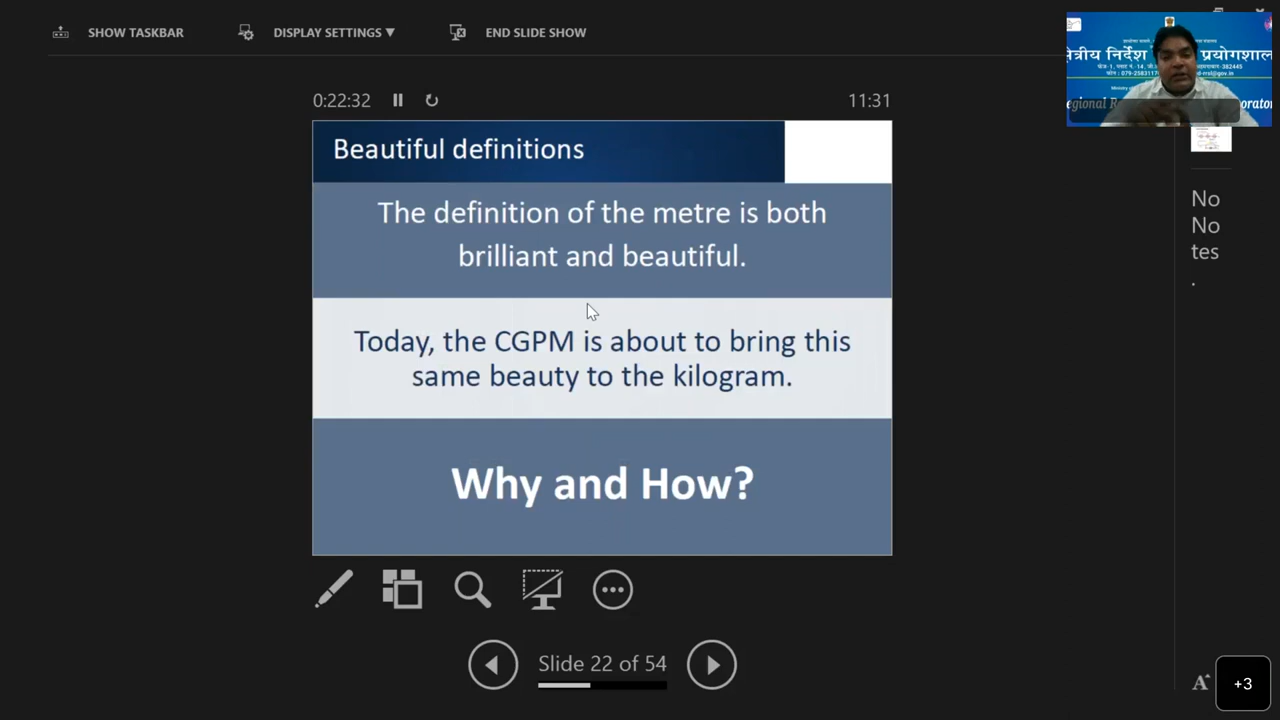 SHOW TASKBAR
DISPLAY SETTINGS ▼
END SLIDE SHOW
0:22:32
11:31
Beautiful definitions
The definition of the metre is both
brilliant and beautiful.
Today, the CGPM is about to bring this
same beauty to the kilogram.
Why and How?
Slide 22 of 54
No
No
tes
.
A
+3
निर्देश
प्रयोगशाल